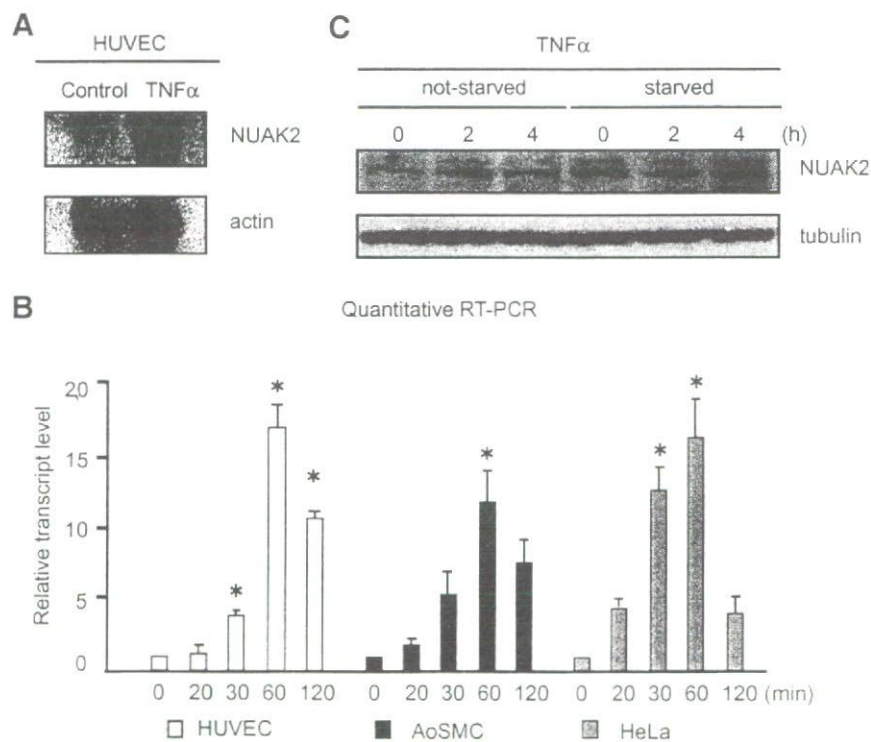 A
HUVEC
Control TNFα
NUAK2
actin
C
TNFα
not-starved starved
0 2 4 0 2 4 (h)
NUAK2
tubulin
B
Quantitative RT-PCR
Relative transcript level
2,0
15
10
5
0
* * * * * *
0 20 30 60 120 0 20 30 60 120 0 20 30 60 120 (min)
HUVEC AoSMC HeLa